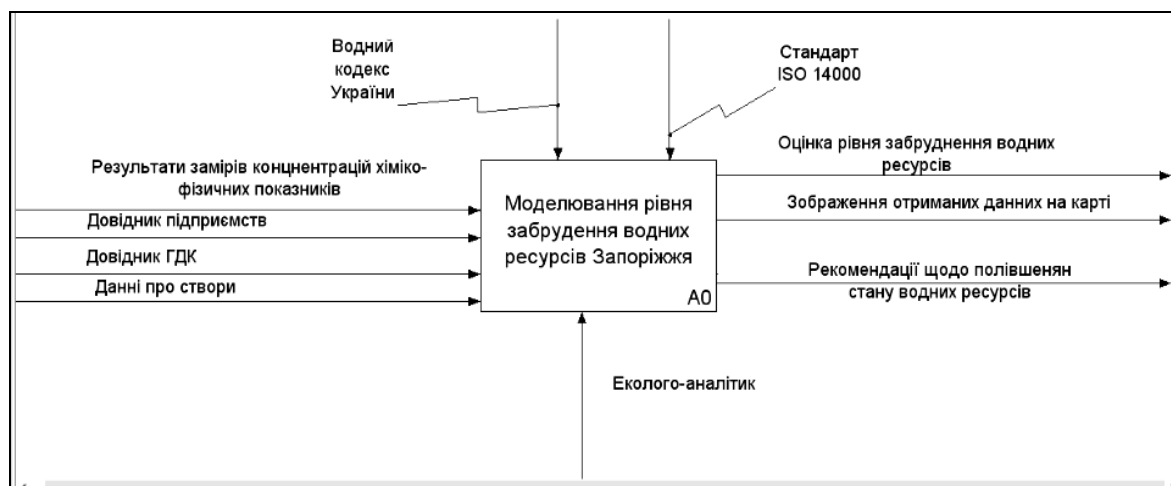 Водний
кодекс
України
Стандарт
ISO 14000
Результати замірів концнентрацій хіміко-
фізичних показників
Довідник підприємств
Довідник ГДК
Данні про створи
Моделювання рівня
забрудення водних
ресурсів Запоріжжя
A0
Оцінка рівня забруднення водних
ресурсів
Зображення отриманих данних на карті
Рекомендації щодо полівшенян
стану водних ресурсів
Еколого-аналітик